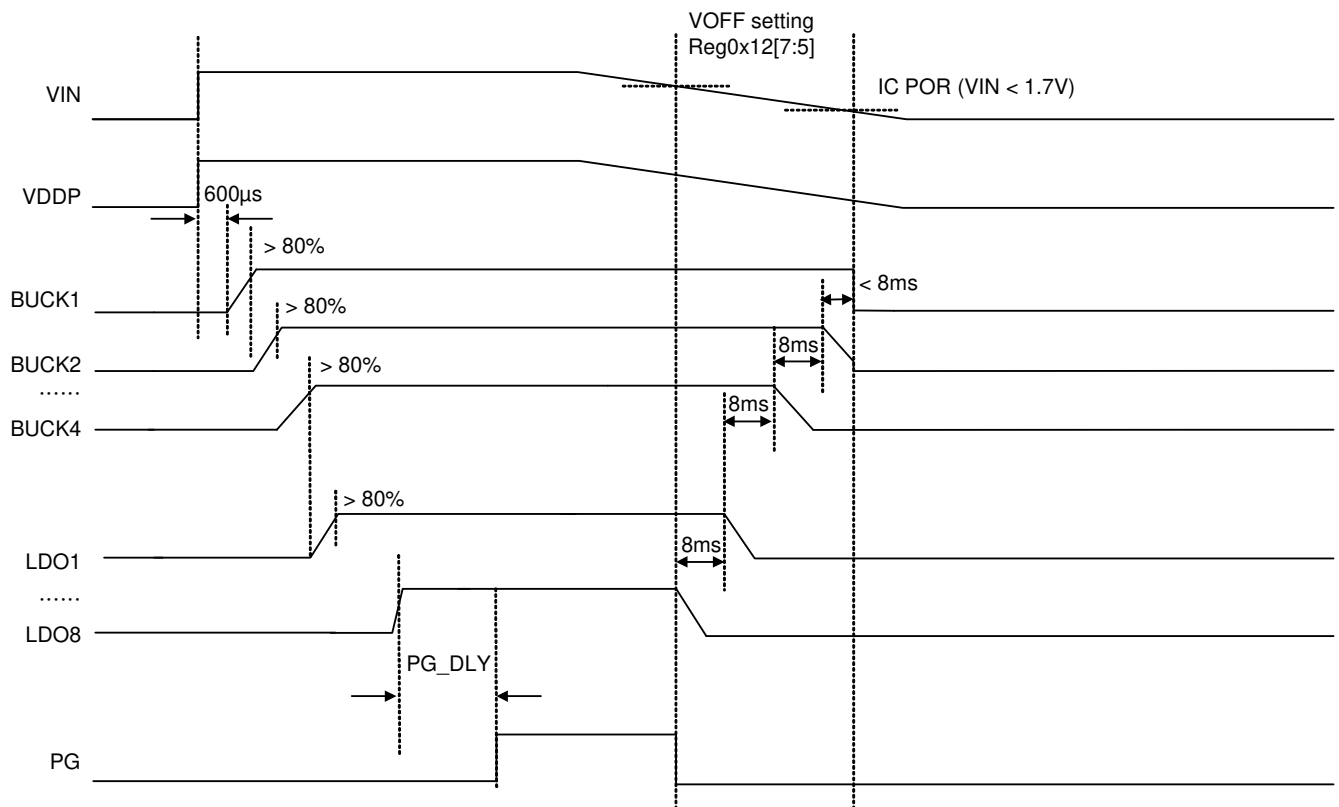 VOFF setting
Reg0x12[7:5]
VIN
IC POR (VIN < 1.7V)
VDDP
600µs
> 80%
BUCK1
< 8ms
> 80%
BUCK2
8ms
> 80%
......
BUCK4
8ms
> 80%
LDO1
8ms
......
LDO8
PG_DLY
PG